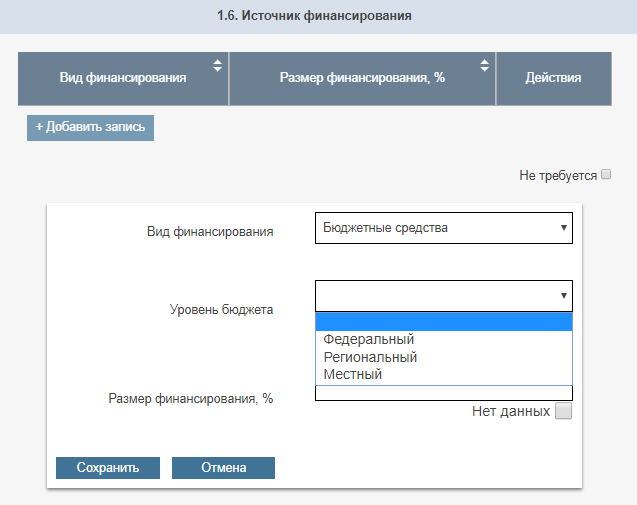 1.6. Источник финансирования
Вид финансирования Размер финансирования, % Действия
+ Добавить запись
Не требуется
Вид финансирования Бюджетные средства
Уровень бюджета
Федеральный
Региональный
Местный
Размер финансирования, %
Нет данных
Сохранить Отмена